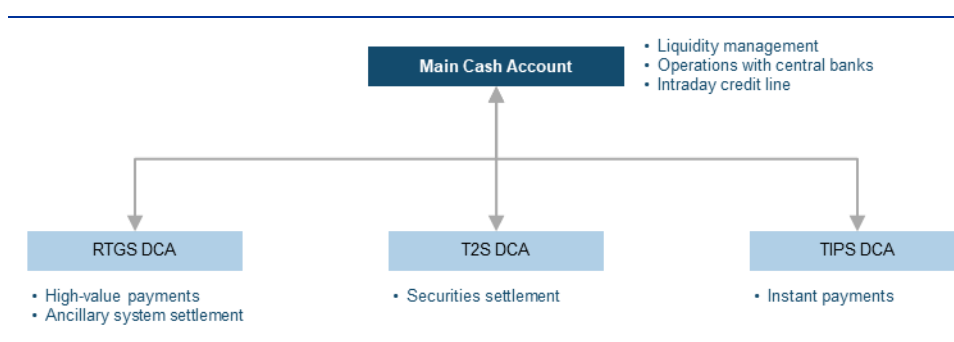 Main Cash Account
• Liquidity management
• Operations with central banks
• Intraday credit line
RTGS DCA
T2S DCA
TIPS DCA
• High-value payments
• Ancillary system settlement
• Securities settlement
• Instant payments